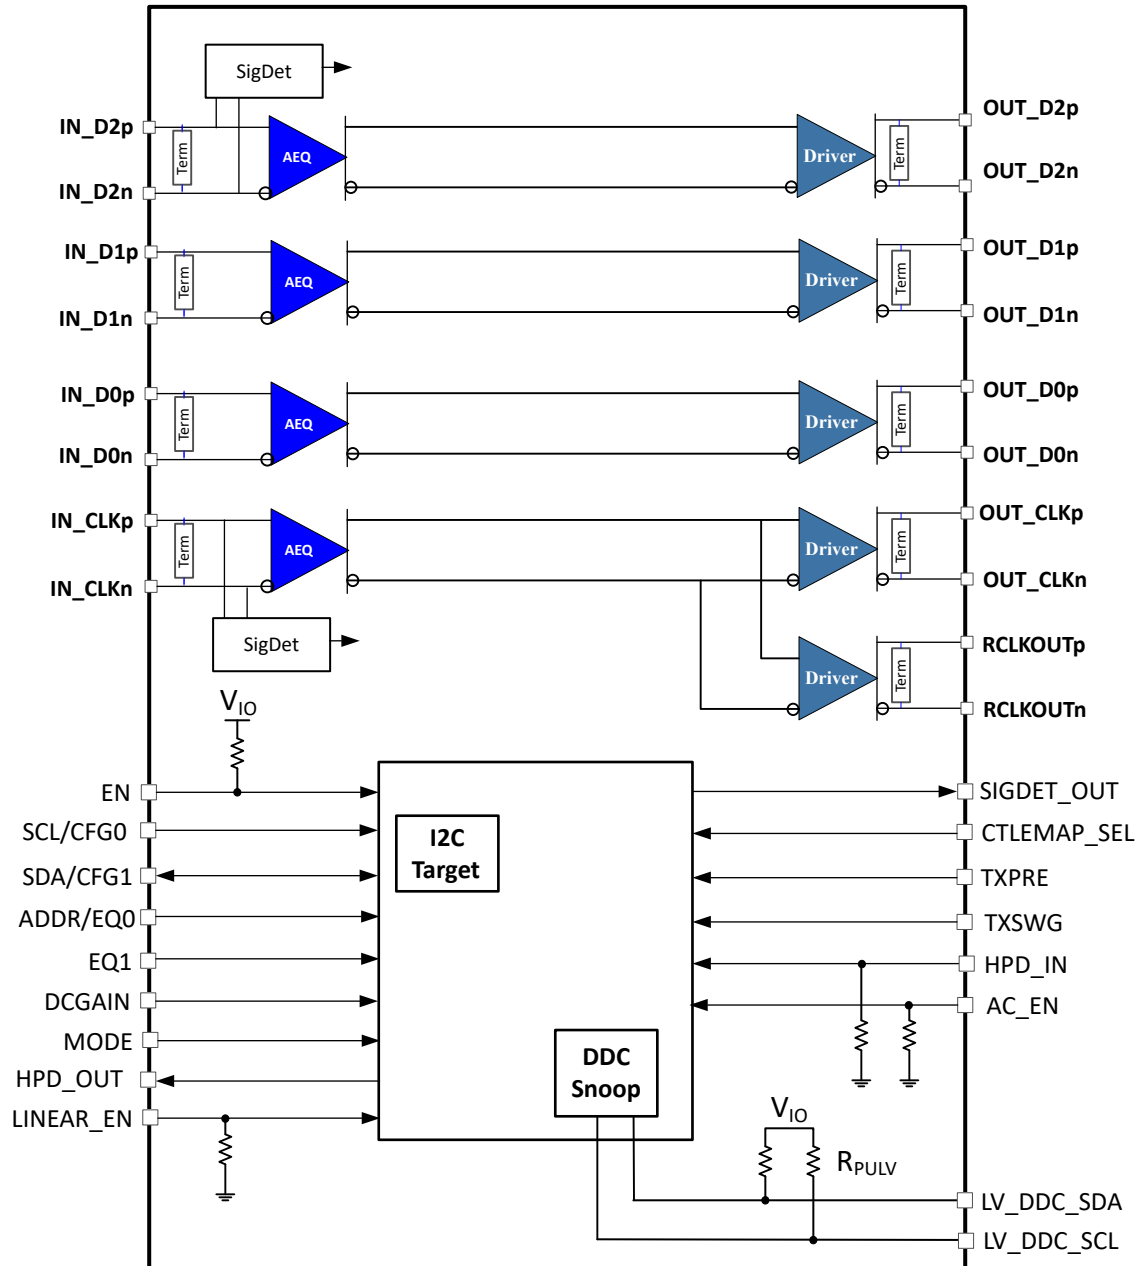 SigDet
IN_D2p
Term
AEQ
Driver
Term
OUT_D2p
IN_D2n
OUT_D2n
IN_D1p
Term
AEQ
Driver
Term
OUT_D1p
IN_D1n
OUT_D1n
IN_D0p
Term
AEQ
Driver
Term
OUT_D0p
IN_D0n
OUT_D0n
IN_CLKp
Term
AEQ
Driver
Term
OUT_CLKp
IN_CLKn
OUT_CLKn
SigDet
Driver
Term
RCLKOUTp
RCLKOUTn
VIO
EN
SCL/CFG0
SDA/CFG1
ADDR/EQ0
EQ1
DCGAIN
MODE
HPD_OUT
LINEAR_EN
I2C
Target
DDC
Snoop
SIGDET_OUT
CTLEMAP_SEL
TXPRE
TXSWG
HPD_IN
AC_EN
VIO
RPULV
LV_DDC_SDA
LV_DDC_SCL